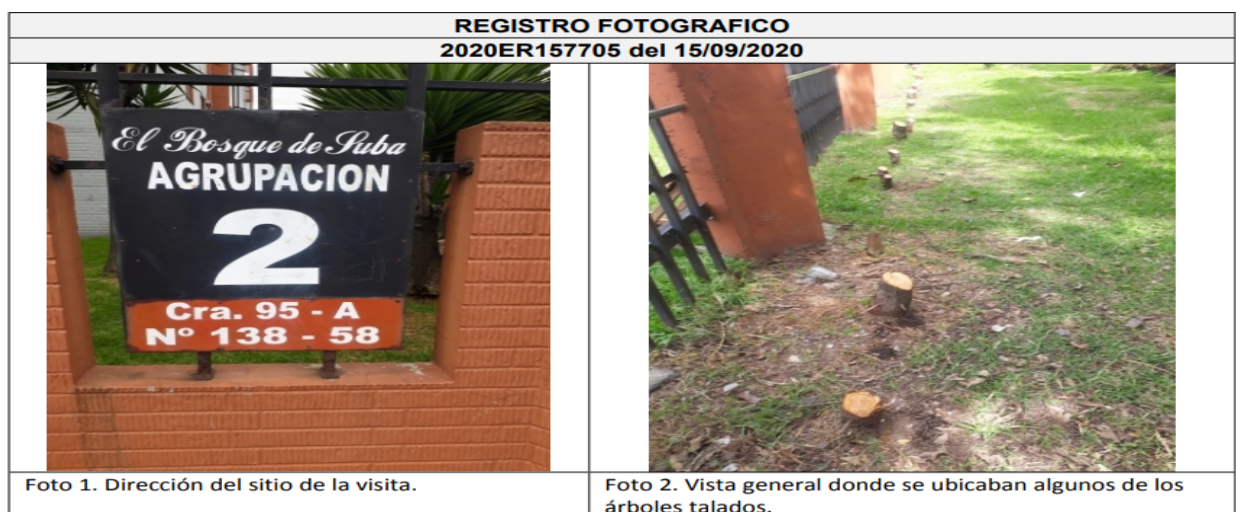 REGISTRO FOTOGRAFICO
2020ER157705 del 15/09/2020
El Bosque de Suba
AGRUPACION
2
Cra. 95 - A
Nº 138 - 58
Foto 1. Dirección del sitio de la visita.
Foto 2. Vista general donde se ubicaban algunos de los
árboles talados.